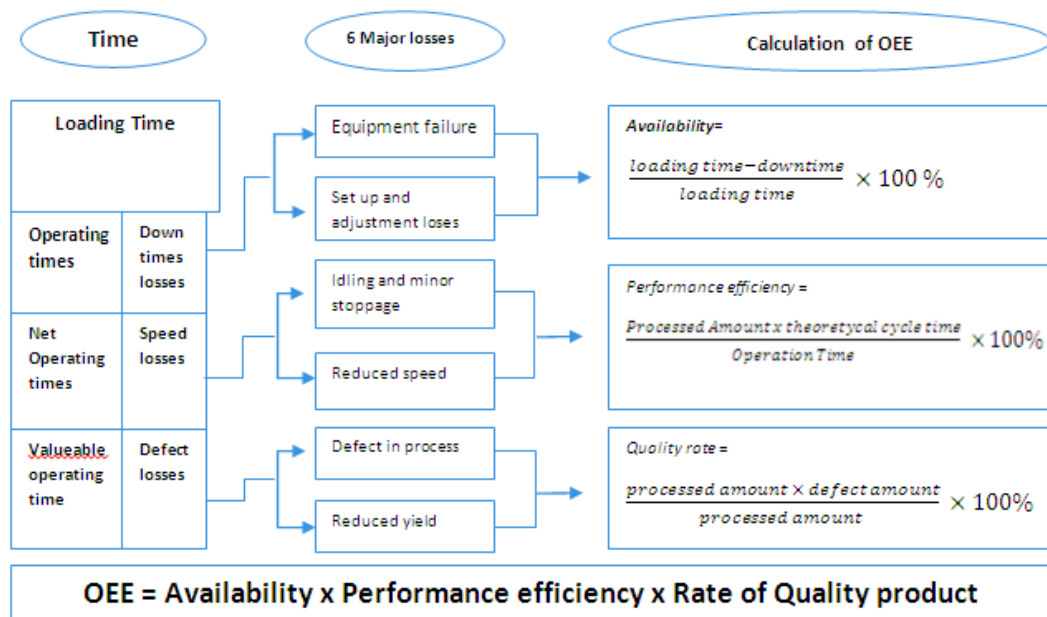 Time
6 Major losses
Calculation of OEE
Loading Time
Operating
times
Down
times
losses
Net
Operating
times
Speed
losses
Valueable
operating
time
Defect
losses
Equipment failure
Set up and
adjustment loses
Idling and minor
stoppage
Reduced speed
Defect in process
Reduced yield
Availability=
loading time−downtime
loading time
× 100 %
Performance efficiency =
Processed Amount x theoretycal cycle time
Operation Time
× 100%
Quality rate =
processed amount × defect amount
processed amount
× 100%
OEE = Availability x Performance efficiency x Rate of Quality product